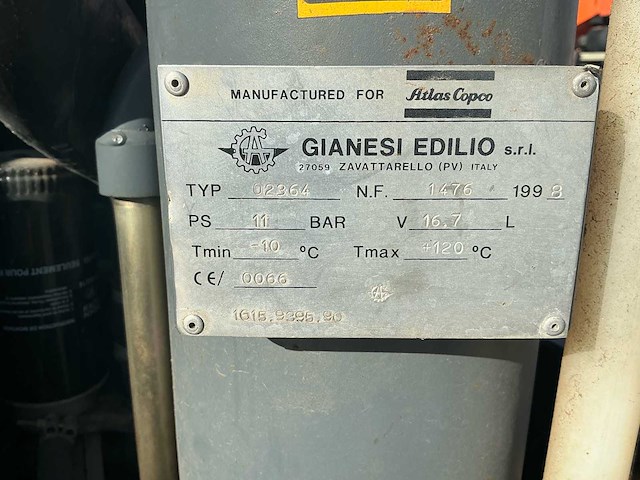 MANUFACTURED FOR Atlas Copco
GIANESI EDILIO s.r.l.
27059 ZAVATTARELLO (PV) ITALY
TYP 02364 N.F. 1476 1998
PS 11 BAR V 16.7 L
Tmin -10 °C Tmax +120 °C
CE/ 0066
1615.9395.80